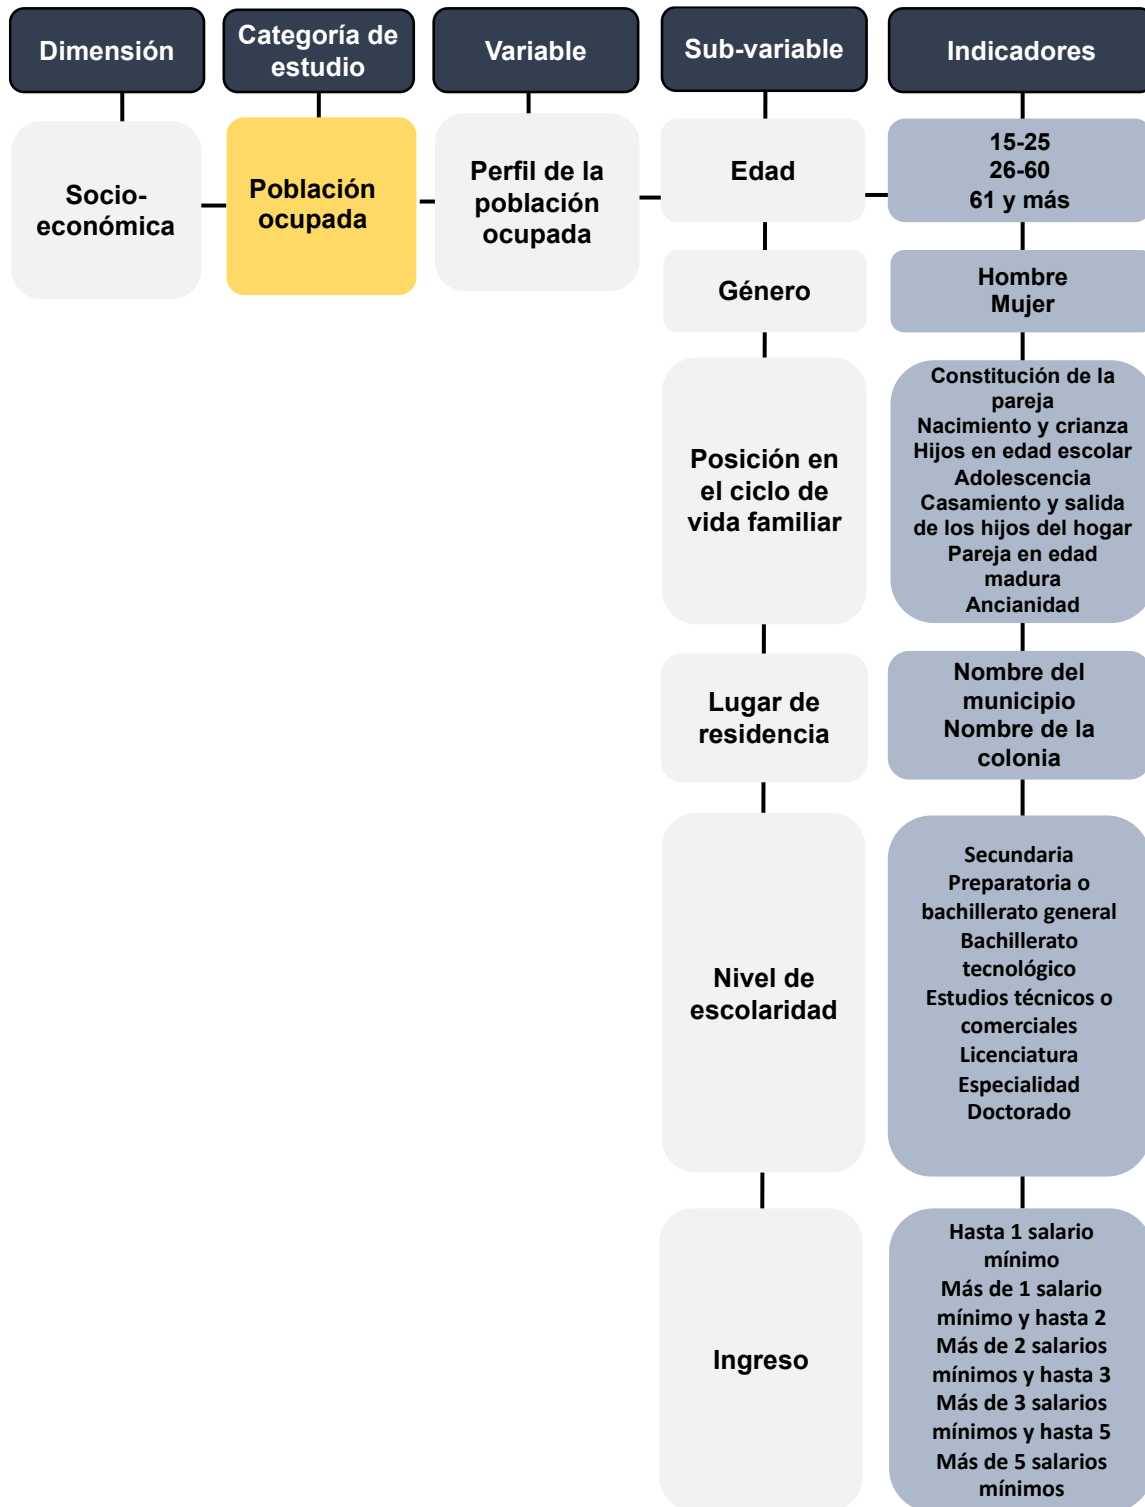 Dimensión
Categoría de
estudio
Variable
Sub-variable
Indicadores
Socio-
económica
Población
ocupada
Perfil de la
población
ocupada
Edad
15-25
26-60
61 y más
Género
Hombre
Mujer
Posición en
el ciclo de
vida familiar
Constitución de la
pareja
Nacimiento y crianza
Hijos en edad escolar
Adolescencia
Casamiento y salida
de los hijos del hogar
Pareja en edad
madura
Ancianidad
Lugar de
residencia
Nombre del
municipio
Nombre de la
colonia
Nivel de
escolaridad
Secundaria
Preparatoria o
bachillerato general
Bachillerato
tecnológico
Estudios técnicos o
comerciales
Licenciatura
Especialidad
Doctorado
Ingreso
Hasta 1 salario
mínimo
Más de 1 salario
mínimo y hasta 2
Más de 2 salarios
mínimos y hasta 3
Más de 3 salarios
mínimos y hasta 5
Más de 5 salarios
mínimos